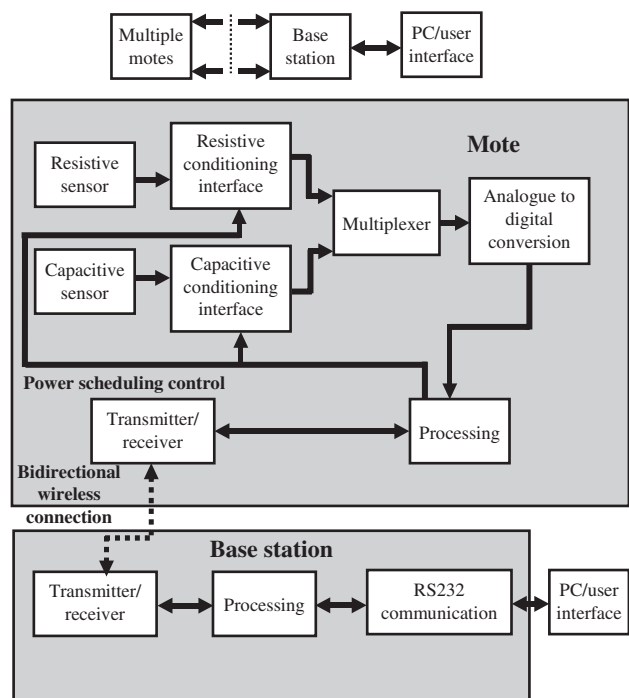 Multiple
motes
Base
station
PC/user
interface
Mote
Resistive
sensor
Resistive
conditioning
interface
Multiplexer
Analogue to
digital
conversion
Capacitive
sensor
Capacitive
conditioning
interface
Power scheduling control
Transmitter/
receiver
Processing
Bidirectional
wireless
connection
Base station
Transmitter/
receiver
Processing
RS232
communication
PC/user
interface